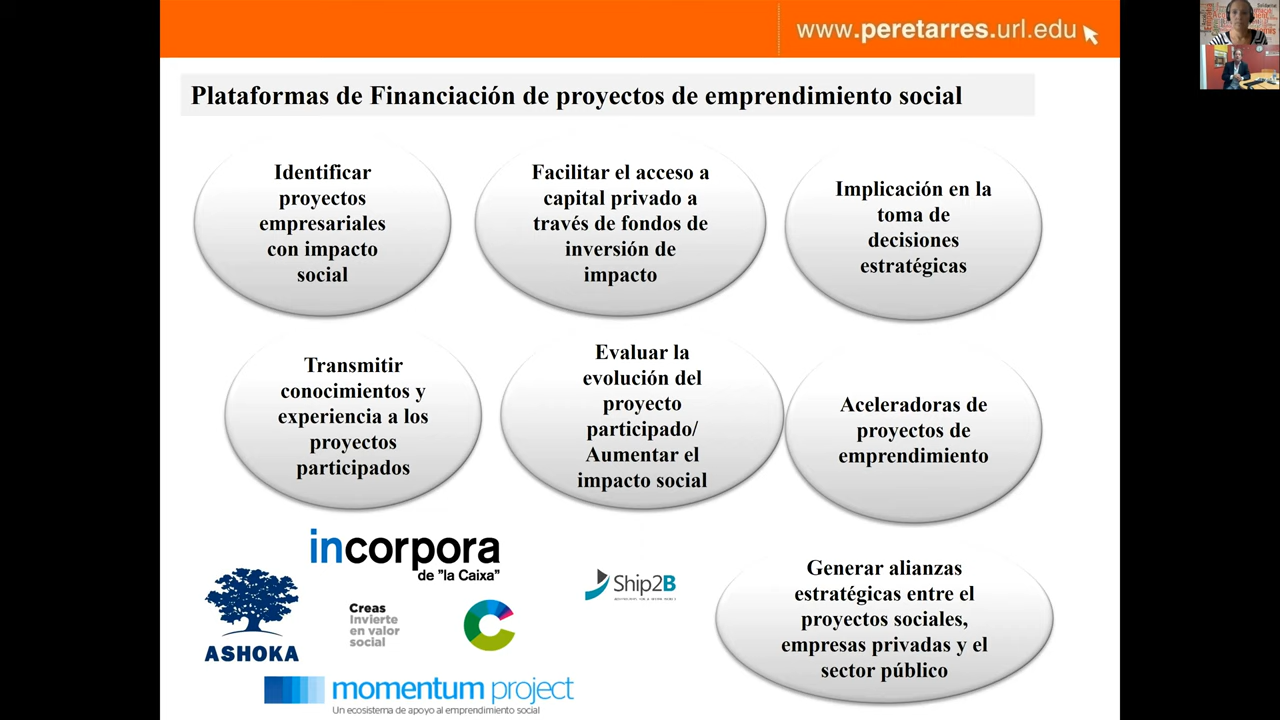 www.peretarres.url.edu
Plataformas de Financiación de proyectos de emprendimiento social
Identificar
proyectos
empresariales
con impacto
social
Facilitar el acceso a
capital privado a
través de fondos de
inversión de
impacto
Implicación en la
toma de
decisiones
estratégicas
Transmitir
conocimientos y
experiencia a los
proyectos
participados
Evaluar la
evolución del
proyecto
participado/
Aumentar el
impacto social
Aceleradoras de
proyectos de
emprendimiento
incorpora
de "la Caixa"
ASHOKA
Creas
Invierte
en valor
social
Ship2B
momentum project
Un ecosistema de apoyo al emprendimiento social
Generar alianzas
estratégicas entre el
proyectos sociales,
empresas privadas y el
sector público